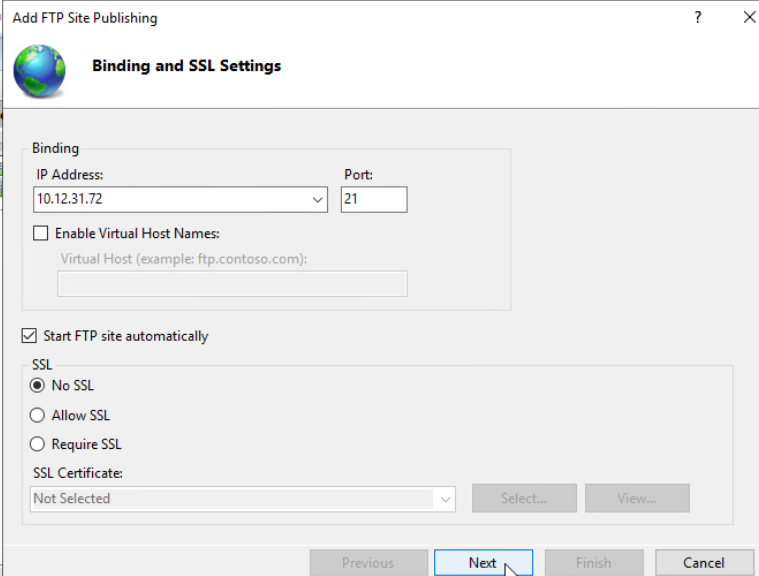 Add FTP Site Publishing
?
Binding and SSL Settings
Binding
IP Address:
Port:
10.12.31.72
21
Enable Virtual Host Names:
Virtual Host (example: ftp.contoso.com):
Start FTP site automatically
SSL
No SSL
Allow SSL
Require SSL
SSL Certificate:
Not Selected
Select...
View...
Previous
Next
Finish
Cancel